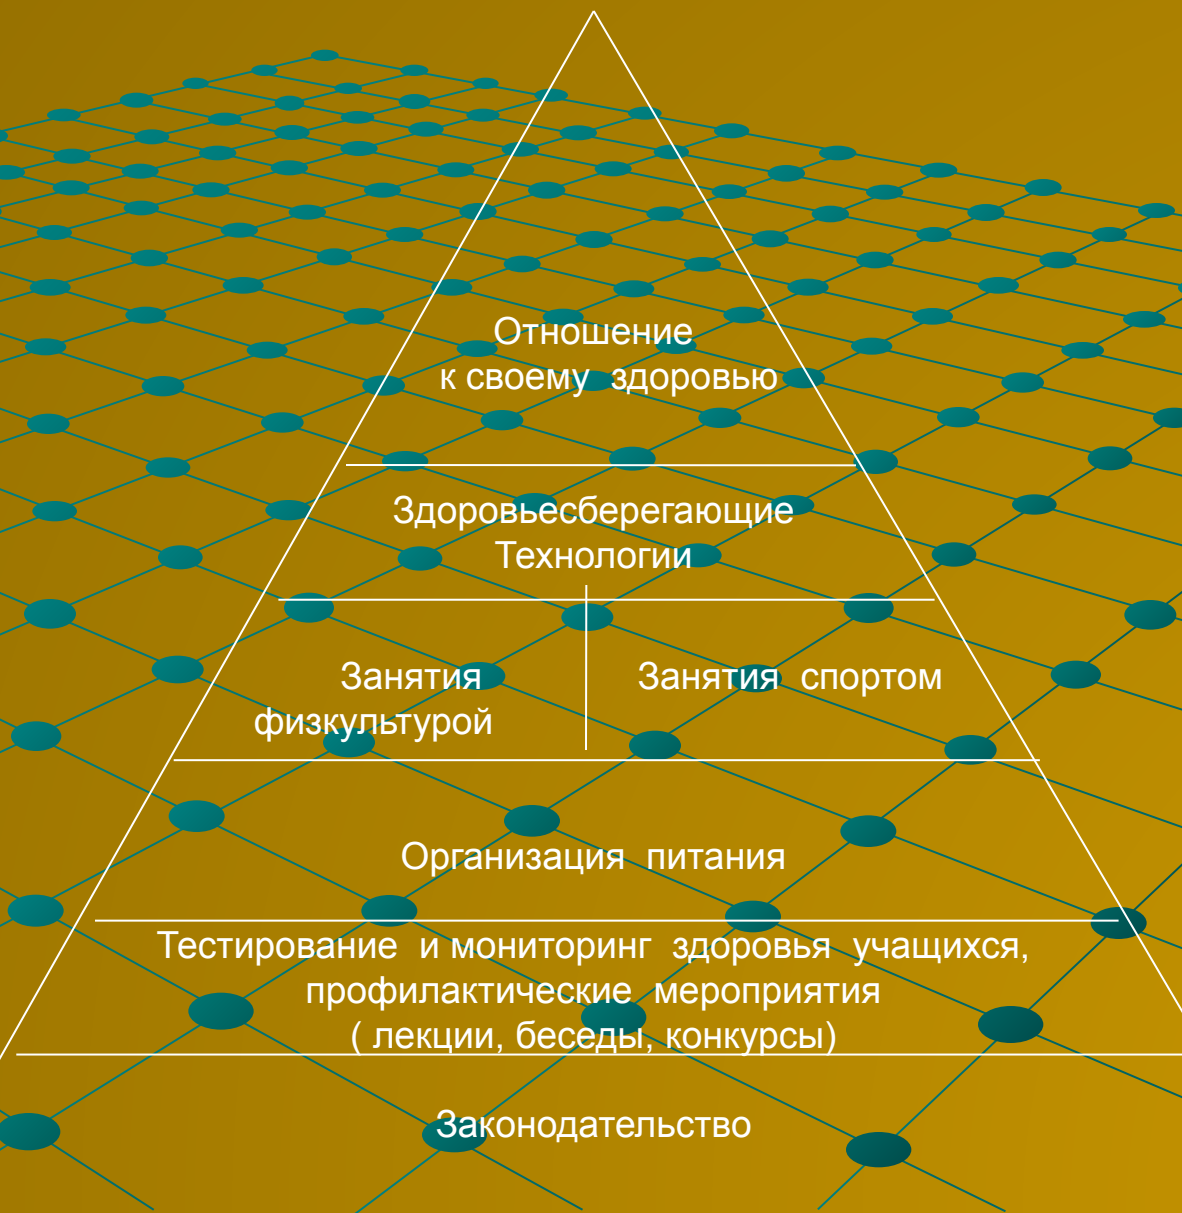 Отношение
к своему здоровью
Здоровьесберегающие
Технологии
Занятия
физкультурой
Занятия спортом
Организация питания
Тестирование и мониторинг здоровья учащихся,
профилактические мероприятия
( лекции, беседы, конкурсы)
Законодательство